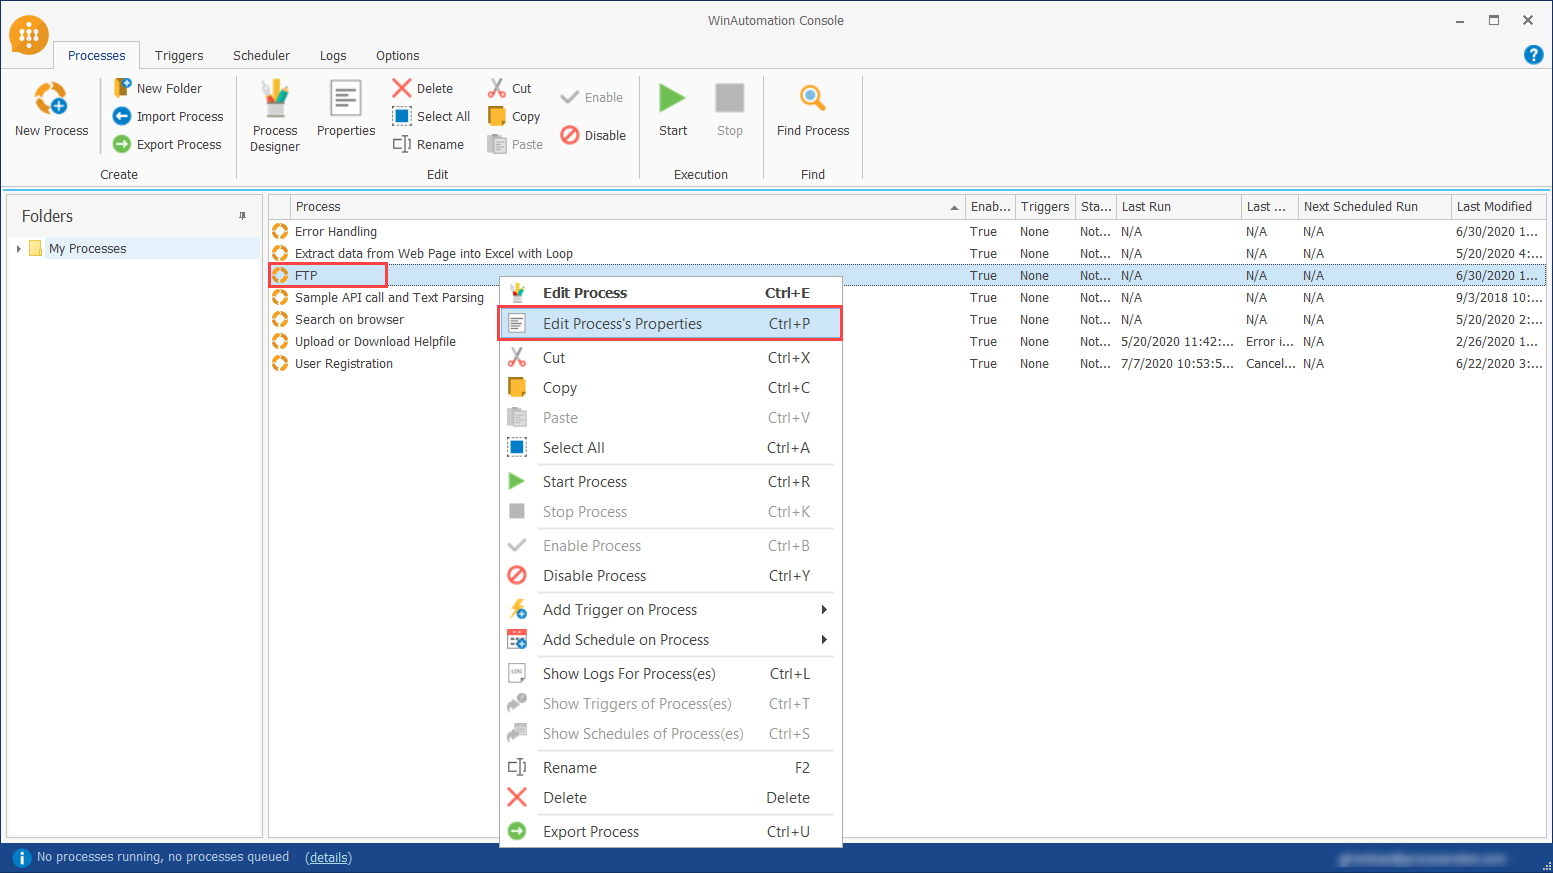 WinAutomation Console
Processes Triggers Scheduler Logs Options
New Process
New Folder
Import Process
Export Process
Create
Process Designer
Properties
Delete
Select All
Rename
Cut
Copy
Paste
Enable
Disable
Edit
Start
Stop
Execution
Find Process
Find
Folders
My Processes
Process Enab... Triggers Sta... Last Run Last ... Next Scheduled Run Last Modified
Error Handling True None Not... N/A N/A N/A 6/30/2020 1...
Extract data from Web Page into Excel with Loop True None Not... N/A N/A N/A 5/20/2020 4:...
FTP True None Not... N/A N/A N/A 6/30/2020 1...
Sample API call and Text Parsing True None Not... N/A N/A N/A 9/3/2018 10:...
Search on browser True None Not... N/A N/A N/A 5/20/2020 2:...
Upload or Download Helpfile True None Not... 5/20/2020 11:42:... Error i... N/A 2/26/2020 1...
User Registration True None Not... 7/7/2020 10:53:5... Cancel... N/A 6/22/2020 3:...
Edit Process Ctrl+E
Edit Process's Properties Ctrl+P
Cut Ctrl+X
Copy Ctrl+C
Paste Ctrl+V
Select All Ctrl+A
Start Process Ctrl+R
Stop Process Ctrl+K
Enable Process Ctrl+B
Disable Process Ctrl+Y
Add Trigger on Process
Add Schedule on Process
LOG Show Logs For Process(es) Ctrl+L
Show Triggers of Process(es) Ctrl+T
Show Schedules of Process(es) Ctrl+S
Rename F2
Delete Delete
Export Process Ctrl+U
No processes running, no processes queued (details)